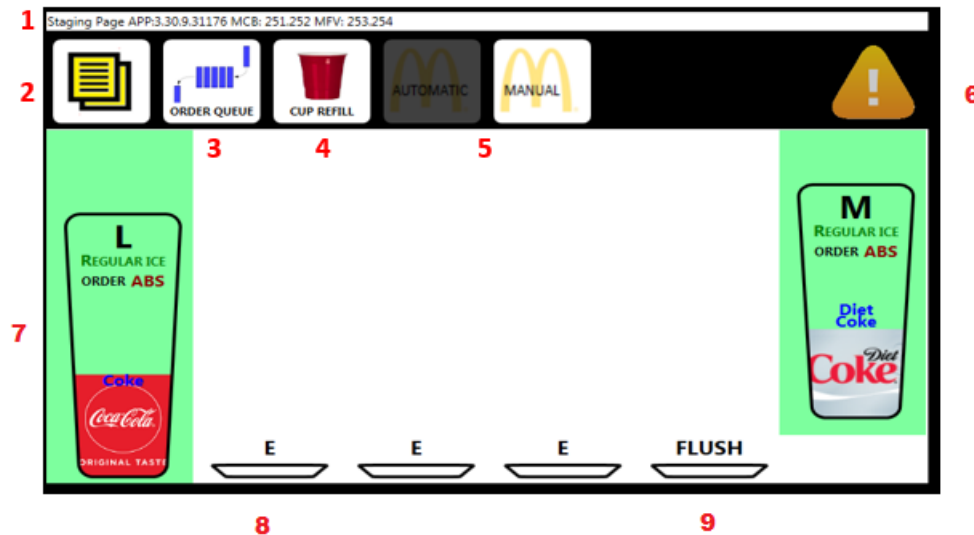 1 Staging Page APP:3.30.9.31176 MCB: 251.252 MFV: 253.254
2
ORDER QUEUE
CUP REFILL
AUTOMATIC
MANUAL
6
3 4 5
7
L
REGULAR ICE
ORDER ABS
Coke
Coca-Cola.
ORIGINAL TASTE
M
REGULAR ICE
ORDER ABS
Diet
Coke
Diet
Coke
E E E FLUSH
8 9